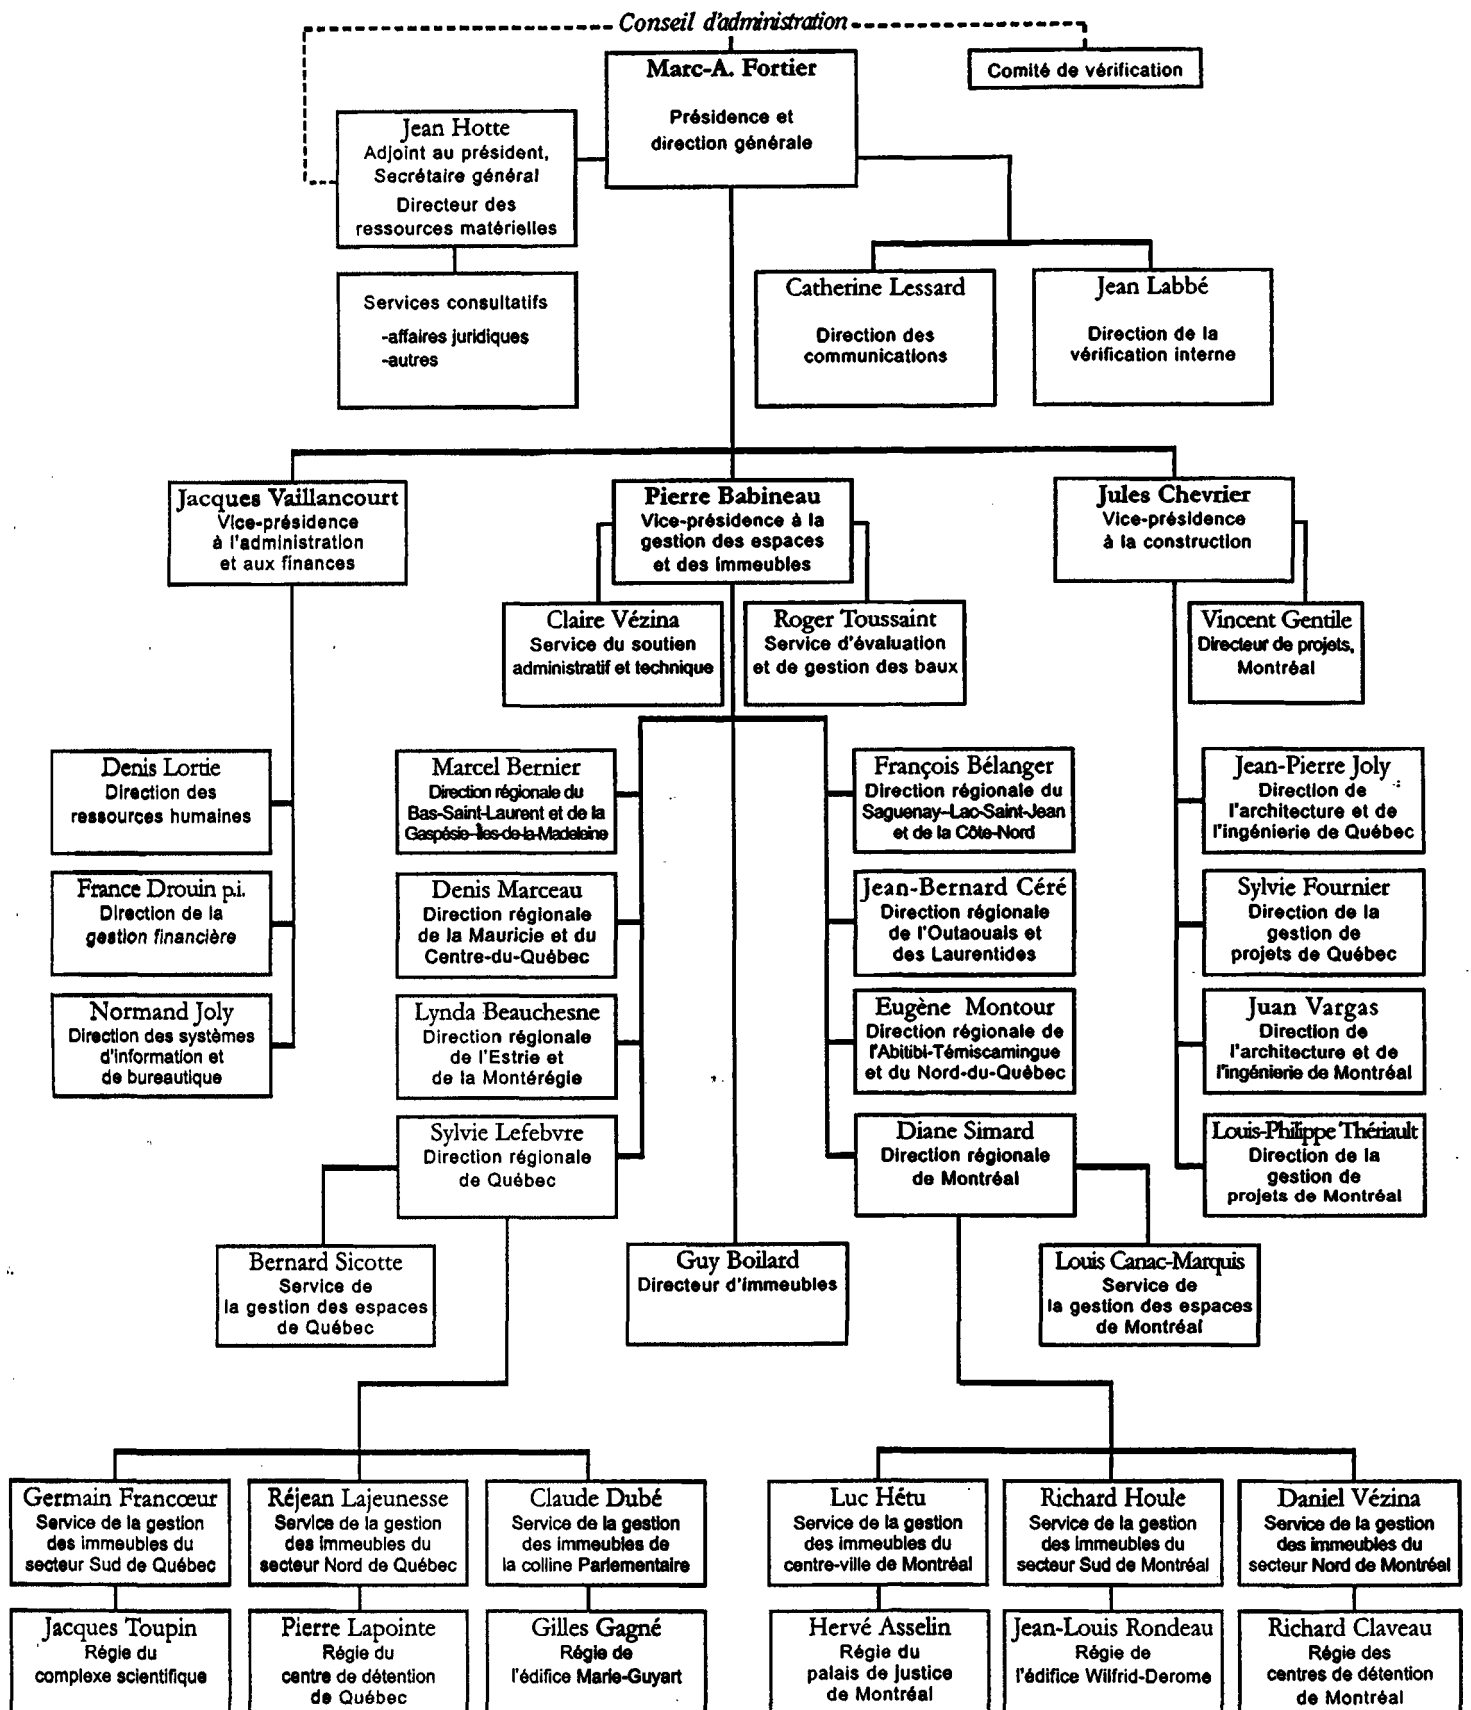 Conseil d'administration
Marc-A. Fortier
Présidence et
direction générale
Comité de vérification
Jean Hotte
Adjoint au président,
Secrétaire général
Directeur des
ressources matérielles
Services consultatifs
-affaires juridiques
-autres
Catherine Lessard
Direction des
communications
Jean Labbé
Direction de la
vérification interne
Jacques Vaillancourt
Vice-présidence
à l'administration
et aux finances
Pierre Babineau
Vice-présidence à la
gestion des espaces
et des immeubles
Jules Chevrier
Vice-présidence
à la construction
Claire Vézina
Service du soutien
administratif et technique
Roger Toussaint
Service d'évaluation
et de gestion des baux
Vincent Gentile
Directeur de projets,
Montréal
Denis Lortie
Direction des
ressources humaines
Marcel Bernier
Direction régionale du
Bas-Saint-Laurent et de la
Gaspésie-Îles-de-la-Madeleine
François Bélanger
Direction régionale du
Saguenay--Lac-Saint-Jean
et de la Côte-Nord
Jean-Pierre Joly
Direction de
l'architecture et de
l'ingénierie de Québec
France Drouin p.i.
Direction de la
gestion financière
Denis Marceau
Direction régionale
de la Mauricie et du
Centre-du-Québec
Jean-Bernard Céré
Direction régionale
de l'Outaouais et
des Laurentides
Sylvie Fournier
Direction de la
gestion de
projets de Québec
Normand Joly
Direction des systèmes
d'information et
de bureautique
Lynda Beauchesne
Direction régionale
de l'Estrie et
de la Montérégie
Eugène Montour
Direction régionale de
l'Abitibi-Témiscamingue
et du Nord-du-Québec
Juan Vargas
Direction de
l'architecture et de
l'ingénierie de Montréal
Sylvie Lefebvre
Direction régionale
de Québec
Diane Simard
Direction régionale
de Montréal
Louis-Philippe Thériault
Direction de la
gestion de
projets de Montréal
Bernard Sicotte
Service de
la gestion des espaces
de Québec
Guy Boilard
Directeur d'immeubles
Louis Canac-Marquis
Service de
la gestion des espaces
de Montréal
Germain Francœur
Service de la gestion
des immeubles du
secteur Sud de Québec
Réjean Lajeunesse
Service de la gestion
des immeubles du
secteur Nord de Québec
Claude Dubé
Service de la gestion
des immeubles de
la colline Parlementaire
Luc Hétu
Service de la gestion
des immeubles du
centre-ville de Montréal
Richard Houle
Service de la gestion
des immeubles du
secteur Sud de Montréal
Daniel Vézina
Service de la gestion
des immeubles du
secteur Nord de Montréal
Jacques Toupin
Régie du
complexe scientifique
Pierre Lapointe
Régie du
centre de détention
de Québec
Gilles Gagné
Régie de
l'édifice Marie-Guyart
Hervé Asselin
Régie du
palais de justice
de Montréal
Jean-Louis Rondeau
Régie de
l'édifice Wilfrid-Derome
Richard Claveau
Régie des
centres de détention
de Montréal